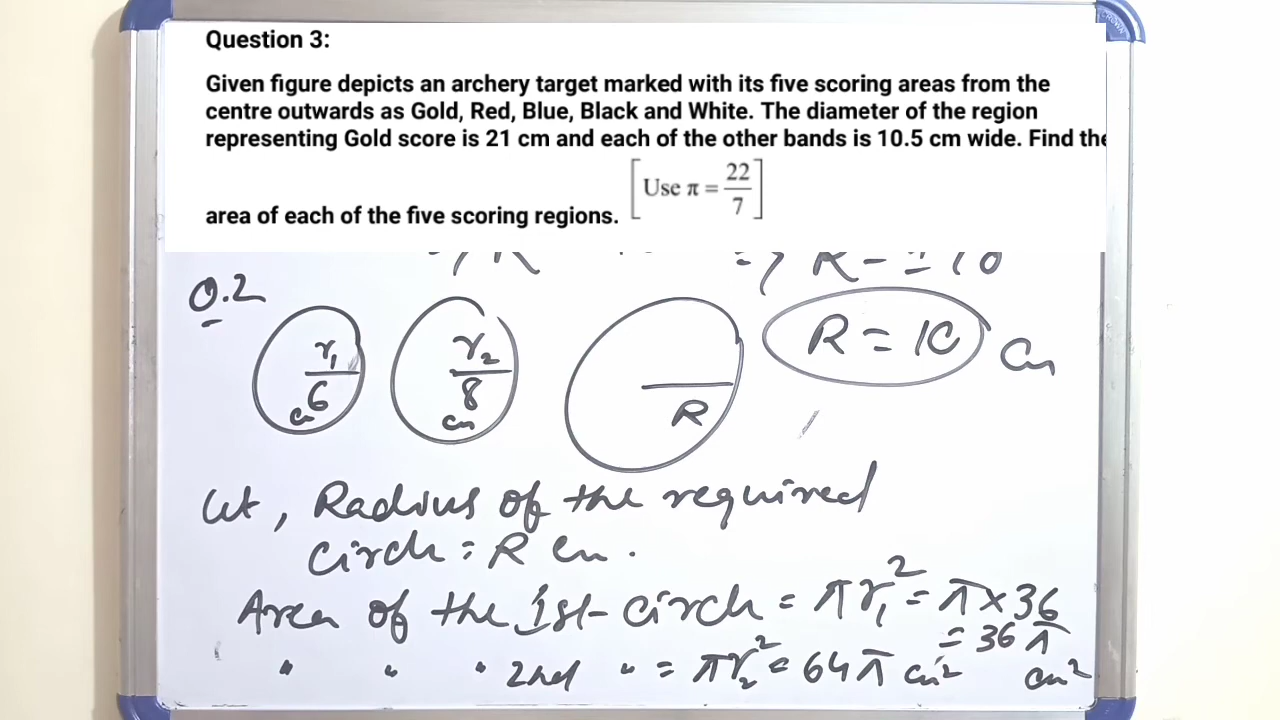 CROWN
Question 3:
Given figure depicts an archery target marked with its five scoring areas from the
centre outwards as Gold, Red, Blue, Black and White. The diameter of the region
representing Gold score is 21 cm and each of the other bands is 10.5 cm wide. Find the
[Use π = 22/7]
area of each of the five scoring regions.
Q.2
r₁
6
cm
r₂
8
cm
R
R = 10 cm
Let, Radius of the required
Circle = R cm.
Area of the 1st circle = πr₁² = π×36
= 36π cm²
" " " 2nd " = πr₂² = 64π cm²